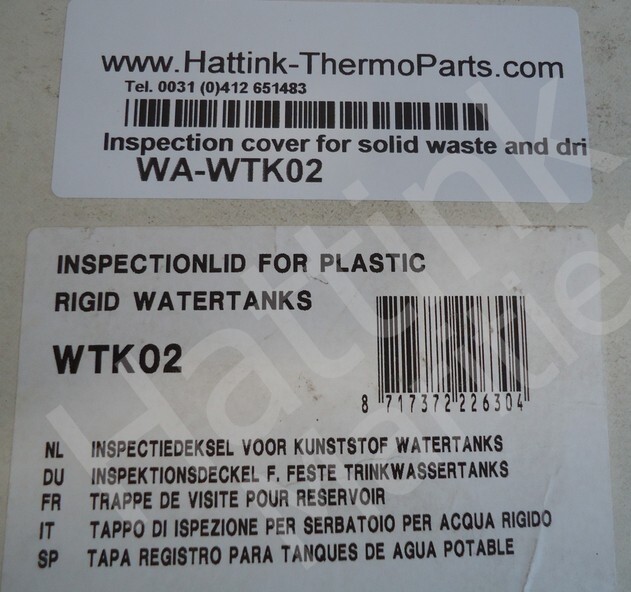 www.Hattink-ThermoParts.com
Tel. 0031 (0)412 651483
Inspection cover for solid waste and dri
WA-WTK02
INSPECTIONLID FOR PLASTIC
RIGID WATERTANKS
WTK02
8 717372 226304
NL INSPECTIEDEKSEL VOOR KUNSTSTOF WATERTANKS
DU INSPEKTIONSDECKEL F. FESTE TRINKWASSERTANKS
FR TRAPPE DE VISITE POUR RESERVOIR
IT TAPPO DI ISPEZIONE PER SERBATOIO PER ACQUA RIGIDO
SP TAPA REGISTRO PARA TANQUES DE AGUA POTABLE
Hattink